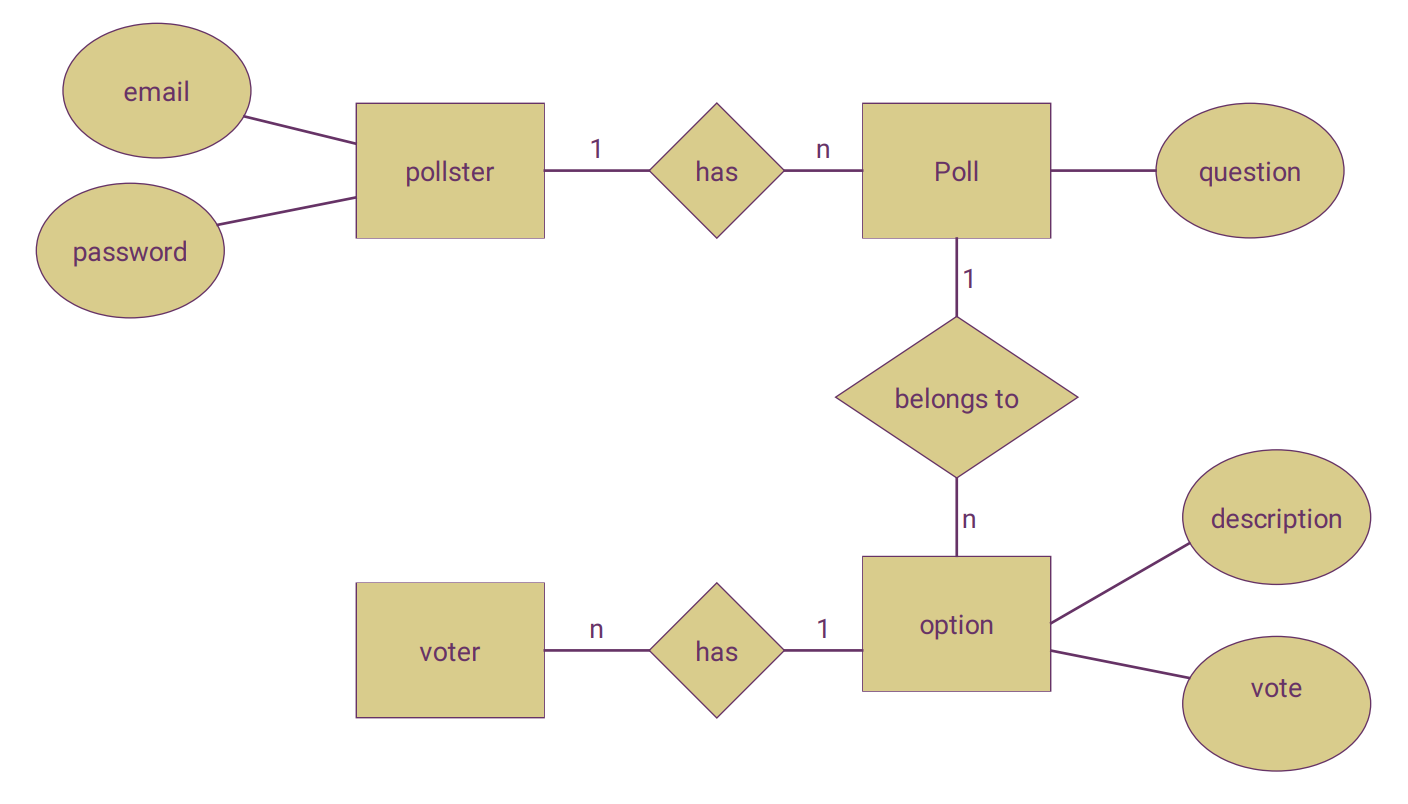 email
password
pollster
1
has
n
Poll
question
1
belongs to
n
description
option
vote
voter
n
has
1